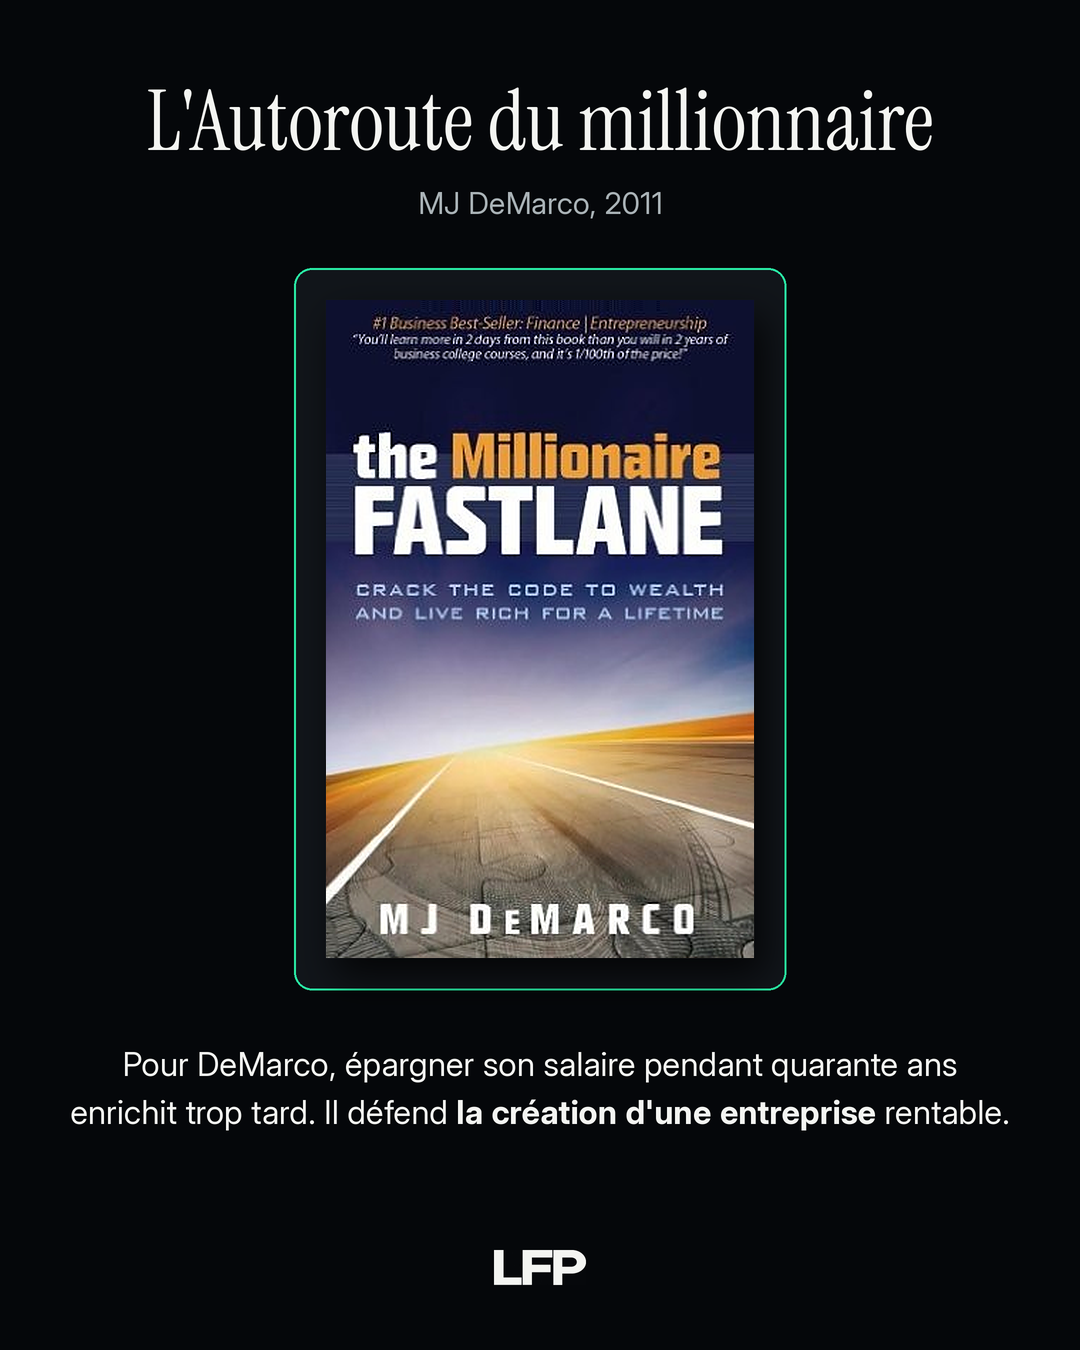 L'Autoroute du millionnaire
MJ DeMarco, 2011
#1 Business Best-Seller: Finance | Entrepreneurship
"You'll learn more in 2 days from this book than you will in 2 years of
business college courses, and it's 1/100th of the price!"
the Millionaire
FASTLANE
CRACK THE CODE TO WEALTH
AND LIVE RICH FOR A LIFETIME
MJ DEMARCO
Pour DeMarco, épargner son salaire pendant quarante ans
enrichit trop tard. Il défend la création d'une entreprise rentable.
LFP